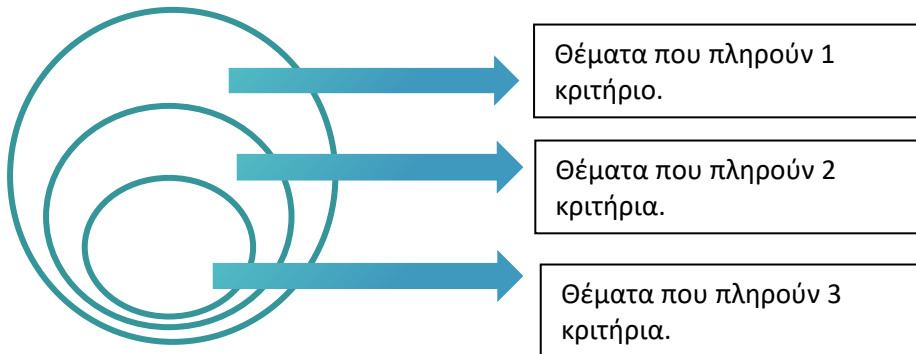 Θέματα που πληρούν 1
κριτήριο.
Θέματα που πληρούν 2
κριτήρια.
Θέματα που πληρούν 3
κριτήρια.